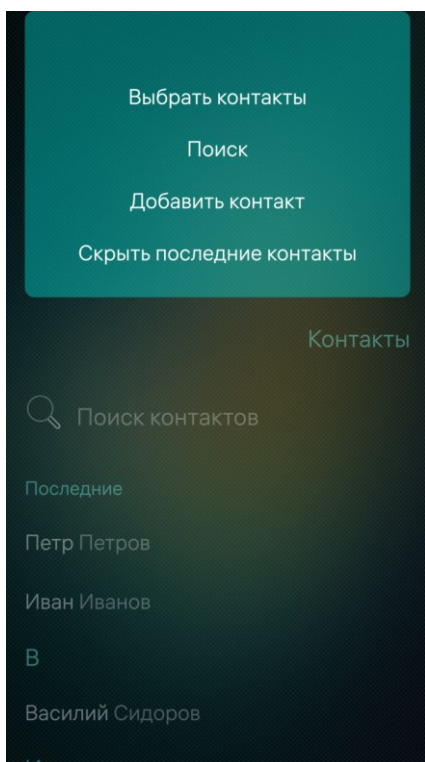 Выбрать контакты
Поиск
Добавить контакт
Скрыть последние контакты
Контакты
Поиск контактов
Последние
Петр Петров
Иван Иванов
В
Василий Сидоров